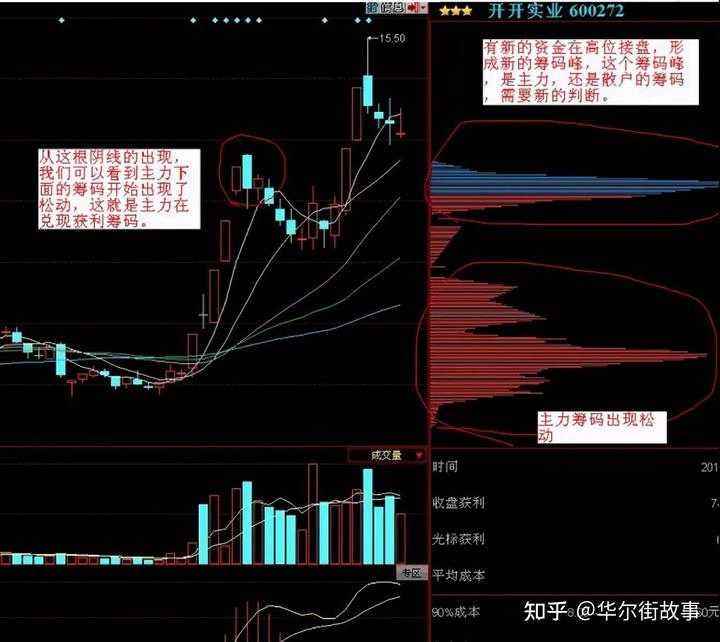 信息
开开实业 600272
15.50
有新的资金在高位接盘，形
成新的筹码峰，这个筹码峰
，是主力，还是散户的筹码
，需要新的判断。
从这根阴线的出现，
我们可以看到主力下
面的筹码开始出现了
松动，这就是主力在
兑现获利筹码。
主力筹码出现松
动
成交量
时间 201
收盘获利 7.
光标获利
平均成本
专区
90%成本 8. 60元
知乎 @华尔街故事